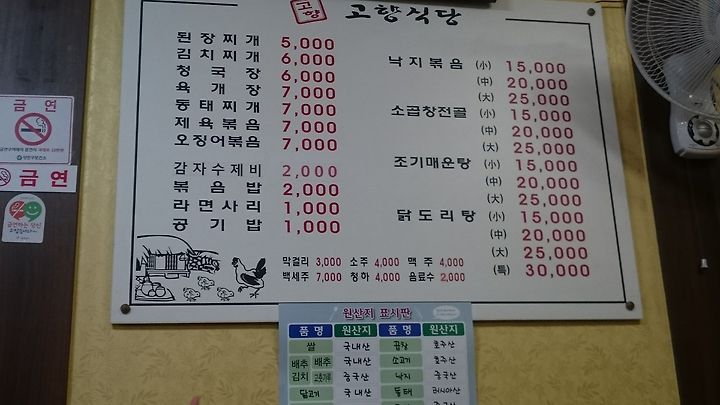 고향 고향식당
된장찌개 5,000
김치찌개 6,000
청국장 6,000
육개장 7,000
동태찌개 7,000
제육볶음 7,000
오징어볶음 7,000
감자수제비 2,000
볶음밥 2,000
라면사리 1,000
공기밥 1,000
낙지볶음 (小) 15,000
(中) 20,000
(大) 25,000
소곱창전골 (小) 15,000
(中) 20,000
(大) 25,000
조기매운탕 (小) 15,000
(中) 20,000
(大) 25,000
닭도리탕 (小) 15,000
(中) 20,000
(大) 25,000
(특) 30,000
막걸리 3,000 소주 4,000 맥주 4,000
백세주 7,000 청하 4,000 음료수 2,000
금연
금연
원산지 표시판
품명 원산지 품명 원산지
쌀 국내산 곱창 호주산
배추 배추 국내산 소고기 호주산
김치 고춧가루 중국산 낙지 중국산
닭고기 국내산 동태 러시아산